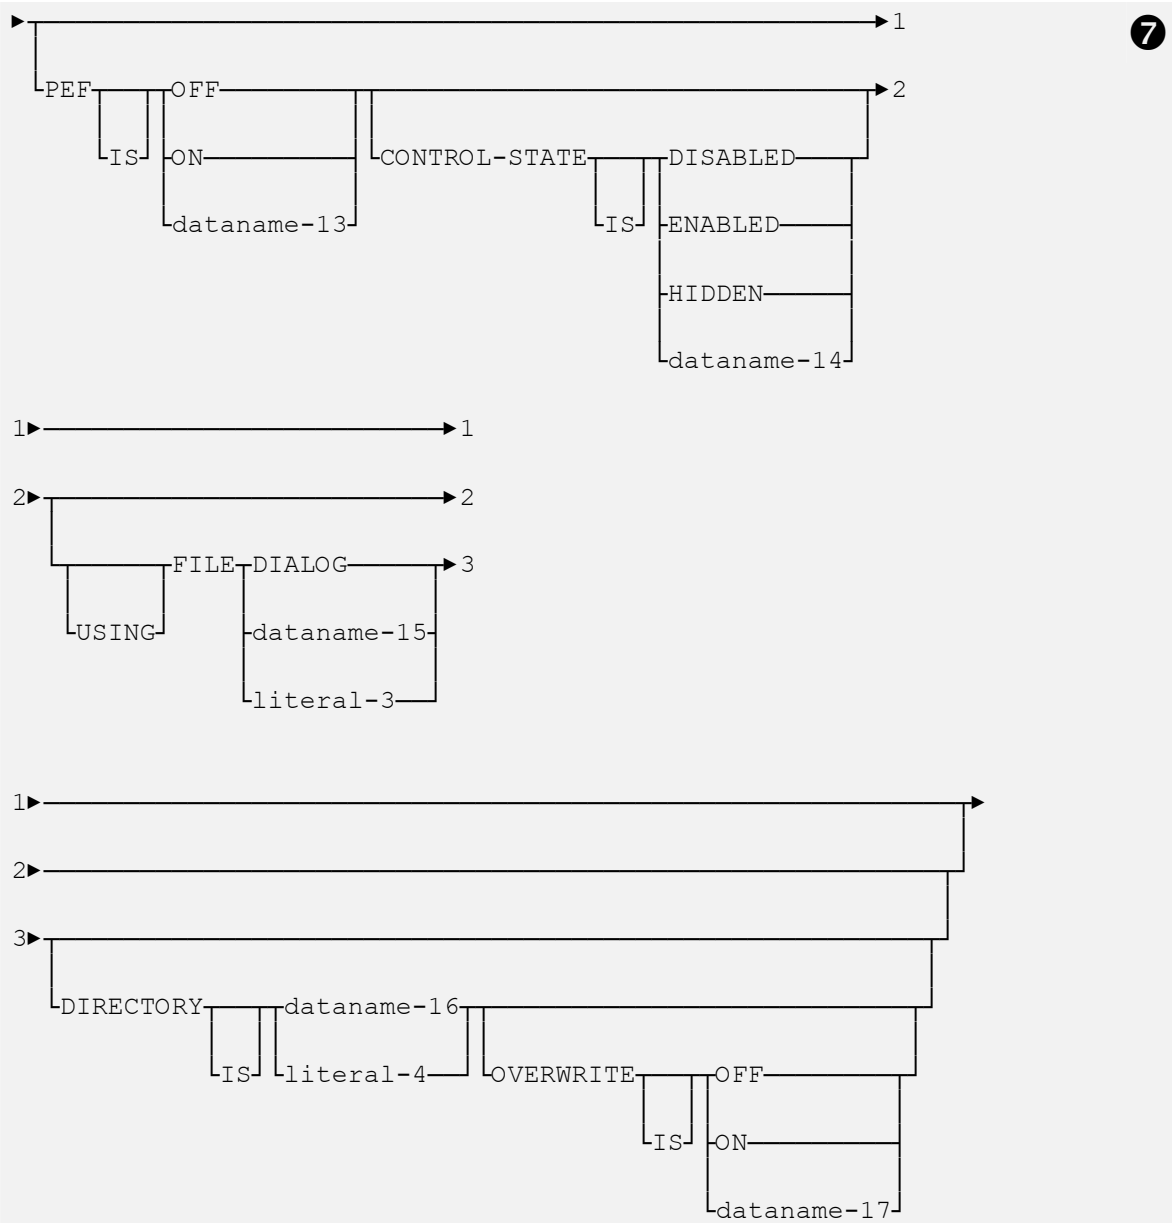 1 7
PEF OFF 2
IS ON CONTROL-STATE DISABLED
dataname-13 IS ENABLED
HIDDEN
dataname-14
1 1
2 2
FILE DIALOG 3
USING dataname-15
literal-3
1
2
3
DIRECTORY dataname-16
IS literal-4 OVERWRITE OFF
IS ON
dataname-17